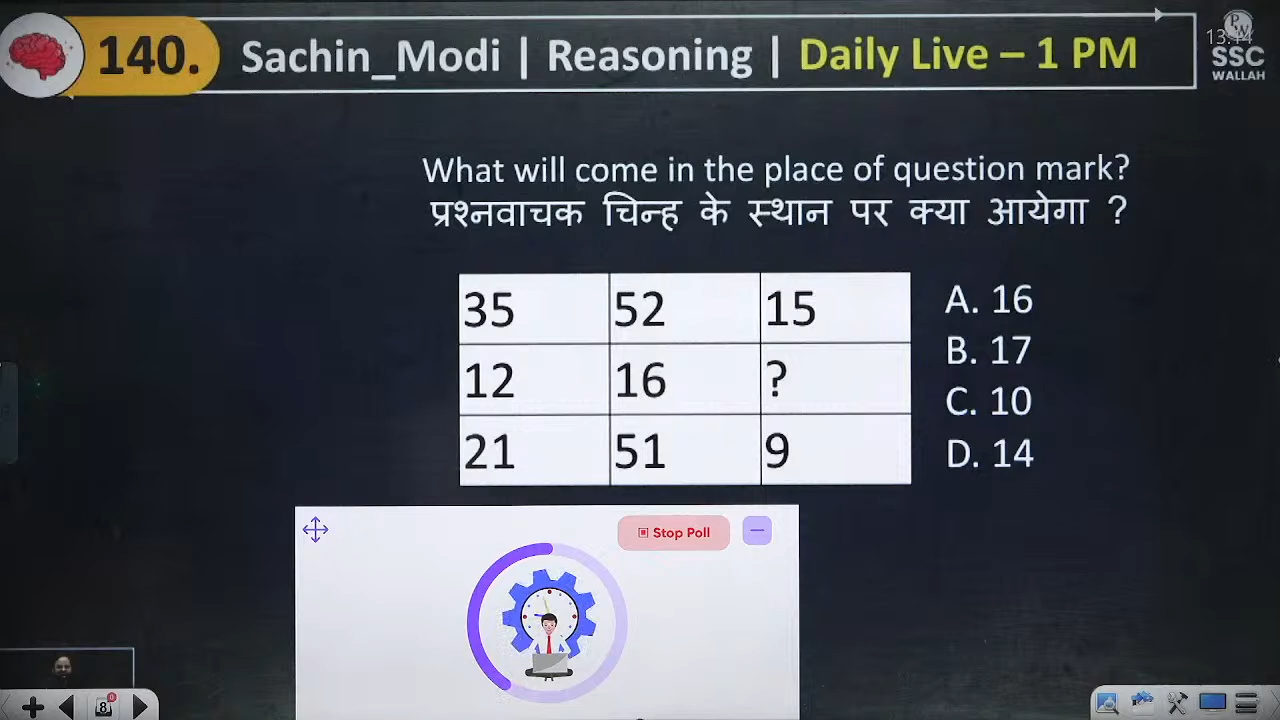 140. Sachin_Modi | Reasoning | Daily Live – 1 PM
SSC
WALLAH
What will come in the place of question mark?
प्रश्नवाचक चिन्ह के स्थान पर क्या आयेगा ?
35 52 15
12 16 ?
21 51 9
A. 16
B. 17
C. 10
D. 14
Stop Poll